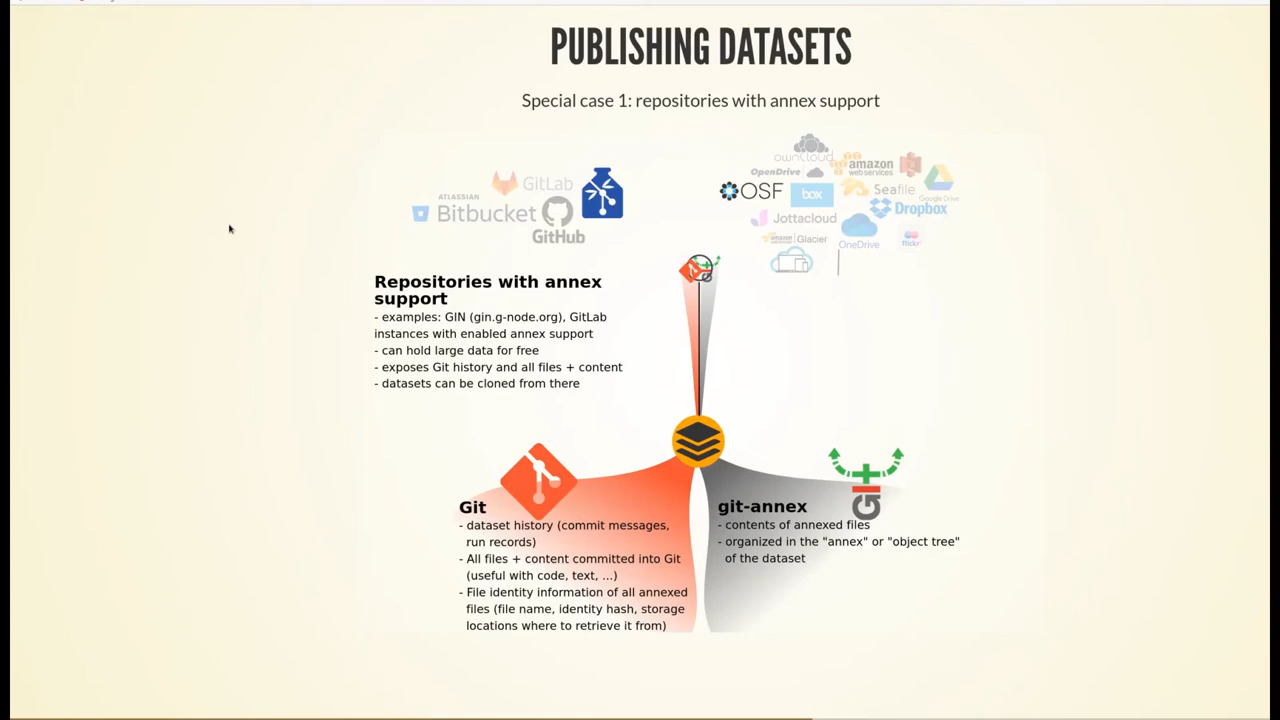 PUBLISHING DATASETS
Special case 1: repositories with annex support
GitLab
ATLASSIAN
Bitbucket
GitHub
ownCloud
OpenDrive
amazon
webservices
OSF
box
Seafile
Google Drive
Dropbox
Jottacloud
amazon
Glacier
OneDrive
flickr
Repositories with annex
support
- examples: GIN (gin.g-node.org), GitLab
instances with enabled annex support
- can hold large data for free
- exposes Git history and all files + content
- datasets can be cloned from there
Git
- dataset history (commit messages,
run records)
- All files + content committed into Git
(useful with code, text, ...)
- File identity information of all annexed
files (file name, identity hash, storage
locations where to retrieve it from)
git-annex
- contents of annexed files
- organized in the "annex" or "object tree"
of the dataset
GIT